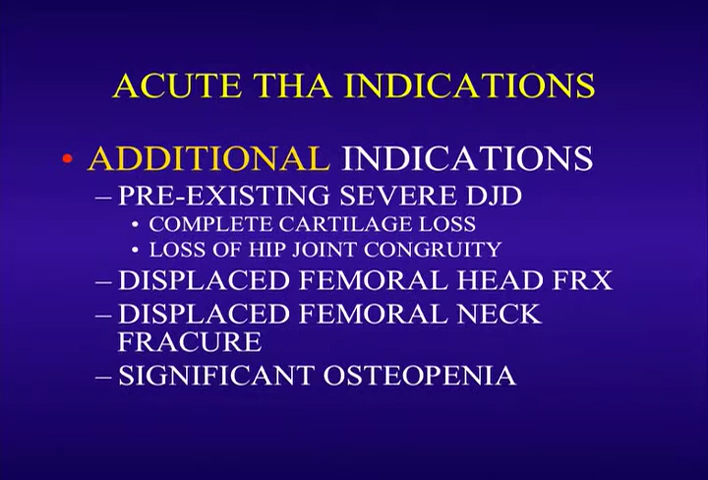 ACUTE THA INDICATIONS
• ADDITIONAL INDICATIONS
– PRE-EXISTING SEVERE DJD
• COMPLETE CARTILAGE LOSS
• LOSS OF HIP JOINT CONGRUITY
– DISPLACED FEMORAL HEAD FRX
– DISPLACED FEMORAL NECK
FRACURE
– SIGNIFICANT OSTEOPENIA